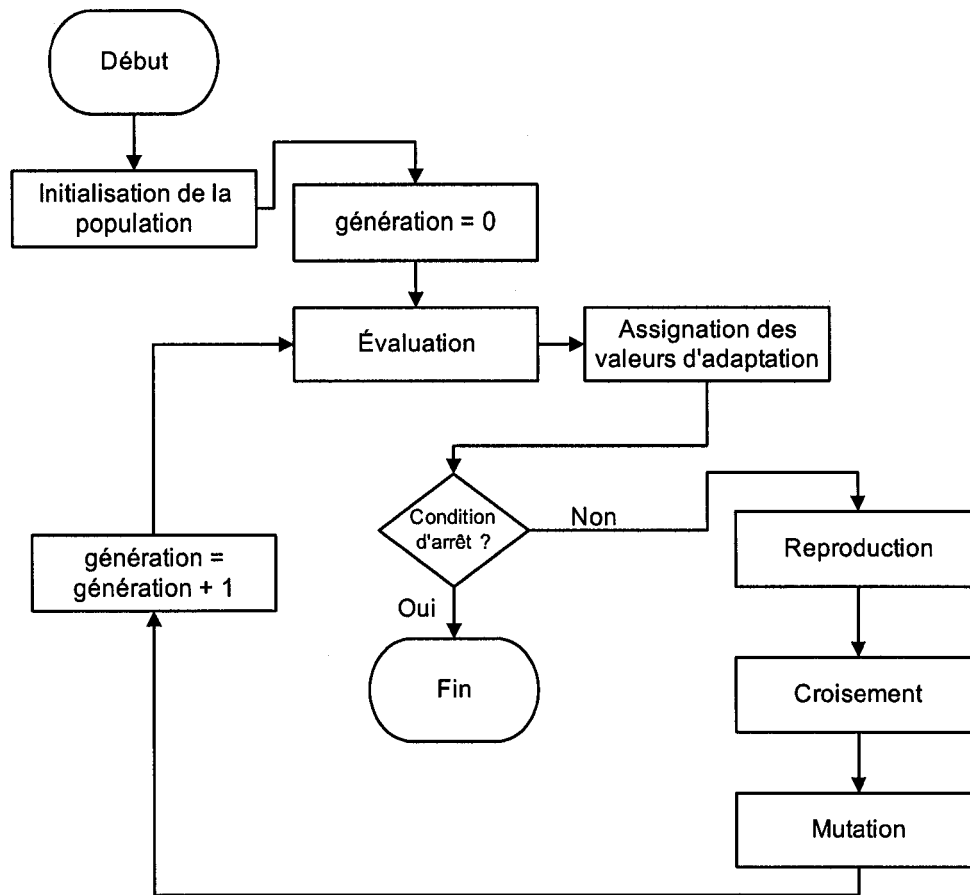 Début
Initialisation de la
population
génération = 0
Évaluation
Assignation des
valeurs d'adaptation
Condition
d'arrêt ?
Non
Oui
Fin
Reproduction
Croisement
Mutation
génération =
génération + 1